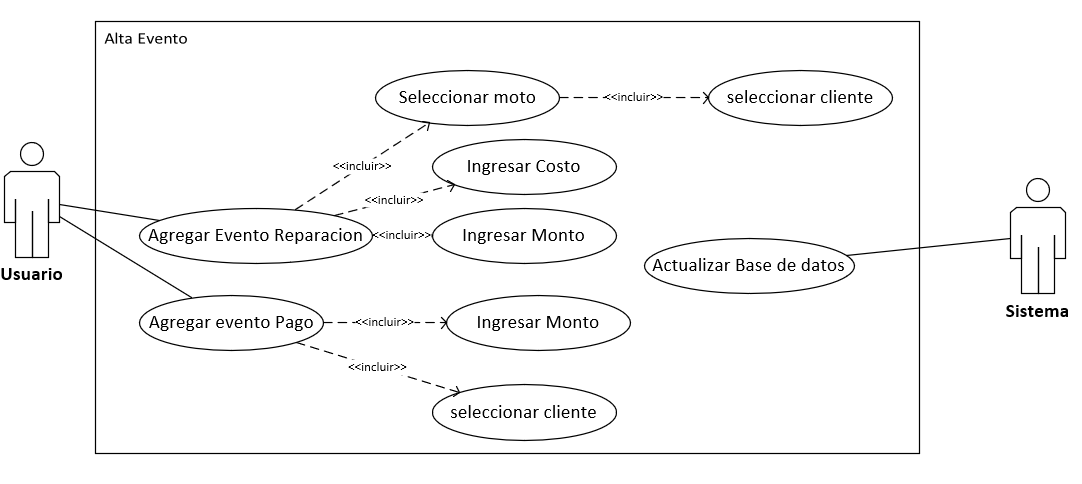 Alta Evento
Seleccionar moto
<<incluir>>
seleccionar cliente
<<incluir>>
Ingresar Costo
<<incluir>>
Agregar Evento Reparacion
<<incluir>>
Ingresar Monto
Actualizar Base de datos
Usuario
Sistema
Agregar evento Pago
<<incluir>>
Ingresar Monto
<<incluir>>
seleccionar cliente